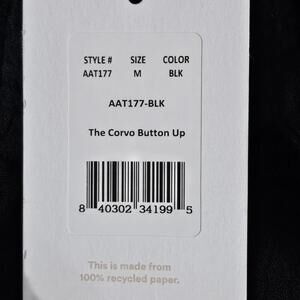 STYLE # SIZE COLOR
AAT177 M BLK
AAT177-BLK
The Corvo Button Up
8 40302 34199 5
This is made from
100% recycled paper.